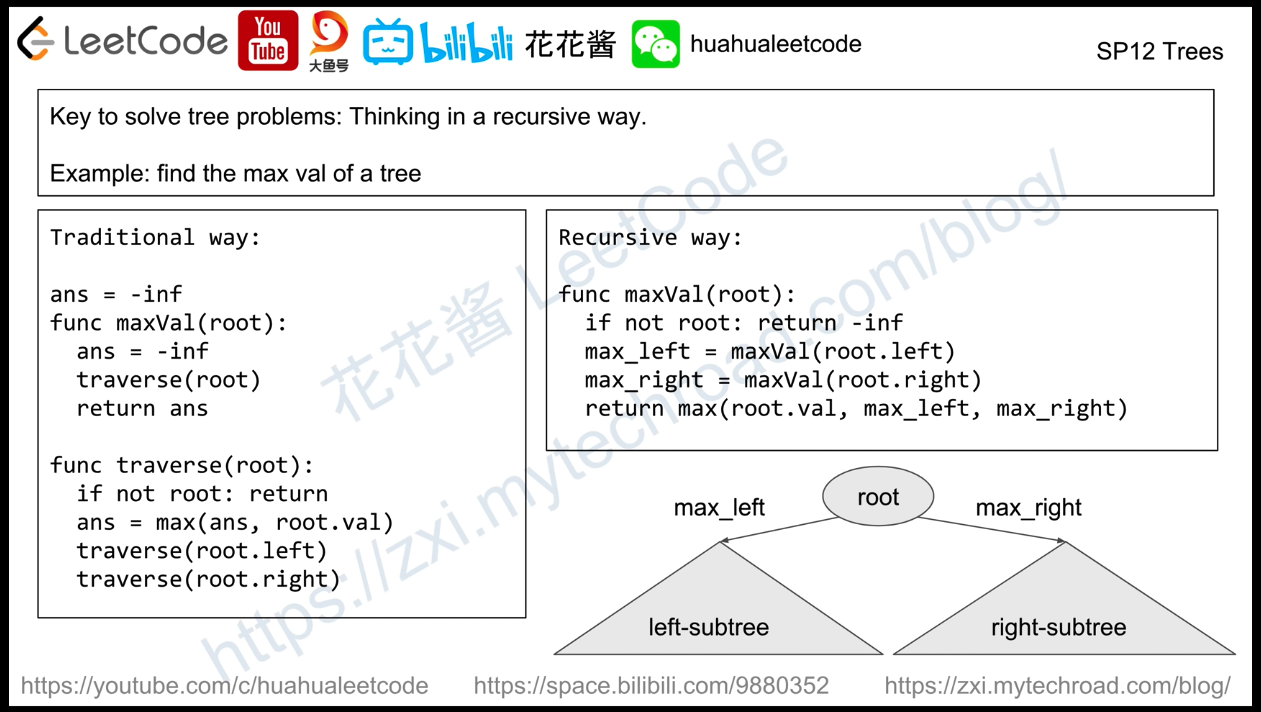 LeetCode You Tube 大鱼号 bilibili 花花酱 huahualeetcode SP12 Trees
Key to solve tree problems: Thinking in a recursive way.
Example: find the max val of a tree
Traditional way:
ans = -inf
func maxVal(root):
  ans = -inf
  traverse(root)
  return ans
func traverse(root):
  if not root: return
  ans = max(ans, root.val)
  traverse(root.left)
  traverse(root.right)
Recursive way:
func maxVal(root):
  if not root: return -inf
  max_left = maxVal(root.left)
  max_right = maxVal(root.right)
  return max(root.val, max_left, max_right)
root
max_left
max_right
left-subtree
right-subtree
花花酱 LeetCode
https://zxi.mytechroad.com/blog/
https://youtube.com/c/huahualeetcode https://space.bilibili.com/9880352 https://zxi.mytechroad.com/blog/